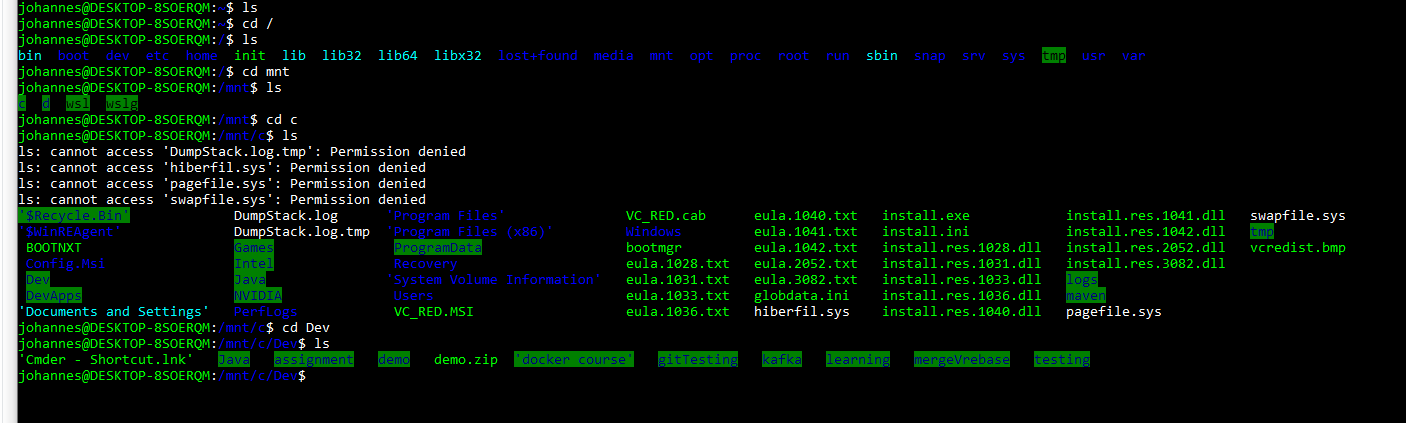 johannes@DESKTOP-8SOERQM:~$ ls
johannes@DESKTOP-8SOERQM:~$ cd /
johannes@DESKTOP-8SOERQM:/$ ls
bin boot dev etc home init lib lib32 lib64 libx32 lost+found media mnt opt proc root run sbin snap srv sys tmp usr var
johannes@DESKTOP-8SOERQM:/$ cd mnt
johannes@DESKTOP-8SOERQM:/mnt$ ls
c d wsl wslg
johannes@DESKTOP-8SOERQM:/mnt$ cd c
johannes@DESKTOP-8SOERQM:/mnt/c$ ls
ls: cannot access 'DumpStack.log.tmp': Permission denied
ls: cannot access 'hiberfil.sys': Permission denied
ls: cannot access 'pagefile.sys': Permission denied
ls: cannot access 'swapfile.sys': Permission denied
'$Recycle.Bin' DumpStack.log 'Program Files' VC_RED.cab eula.1040.txt install.exe install.res.1041.dll swapfile.sys
'$WinREAgent' DumpStack.log.tmp 'Program Files (x86)' Windows eula.1041.txt install.ini install.res.1042.dll tmp
BOOTNXT Games ProgramData bootmgr eula.1042.txt install.res.1028.dll install.res.2052.dll vcredist.bmp
Config.Msi Intel Recovery eula.1028.txt eula.2052.txt install.res.1031.dll install.res.3082.dll
Dev Java 'System Volume Information' eula.1031.txt eula.3082.txt install.res.1033.dll logs
DevApps NVIDIA Users eula.1033.txt globdata.ini install.res.1036.dll maven
'Documents and Settings' PerfLogs VC_RED.MSI eula.1036.txt hiberfil.sys install.res.1040.dll pagefile.sys
johannes@DESKTOP-8SOERQM:/mnt/c$ cd Dev
johannes@DESKTOP-8SOERQM:/mnt/c/Dev$ ls
'Cmder - Shortcut.lnk' Java assignment demo demo.zip 'docker course' gitTesting kafka learning mergeVrebase testing
johannes@DESKTOP-8SOERQM:/mnt/c/Dev$